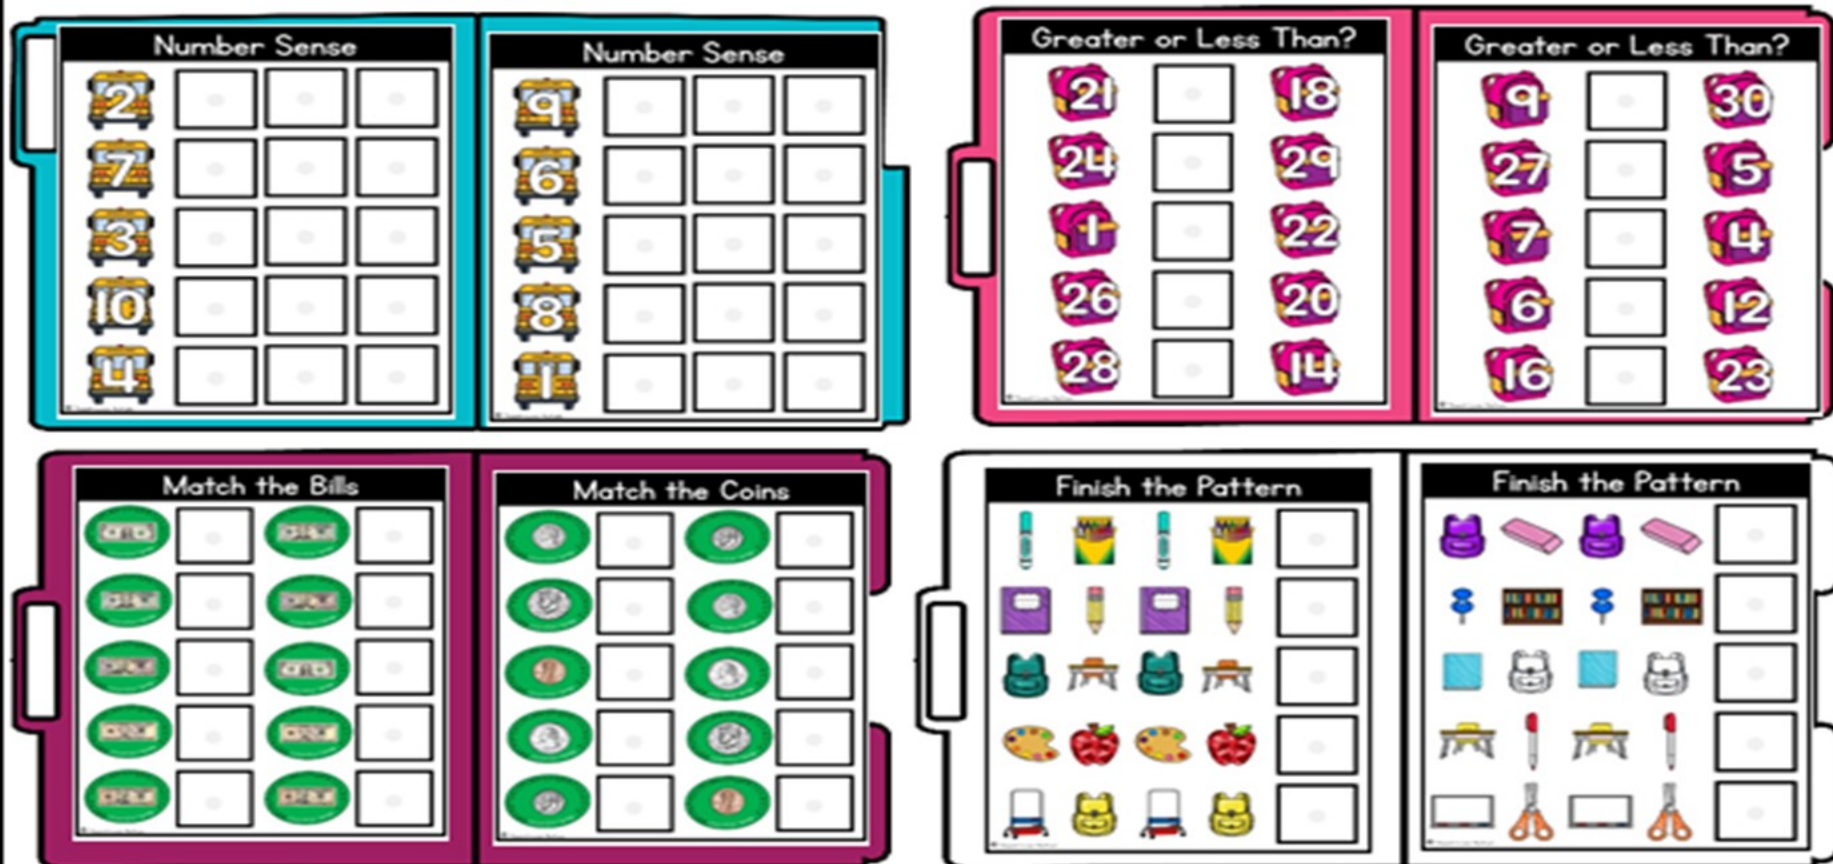 Number Sense
2
7
3
10
4
Number Sense
9
6
5
8
1
Greater or Less Than?
21 18
24 29
1 22
26 20
28 14
Greater or Less Than?
9 30
27 5
7 4
6 12
16 23
Match the Bills
Match the Coins
Finish the Pattern
Finish the Pattern